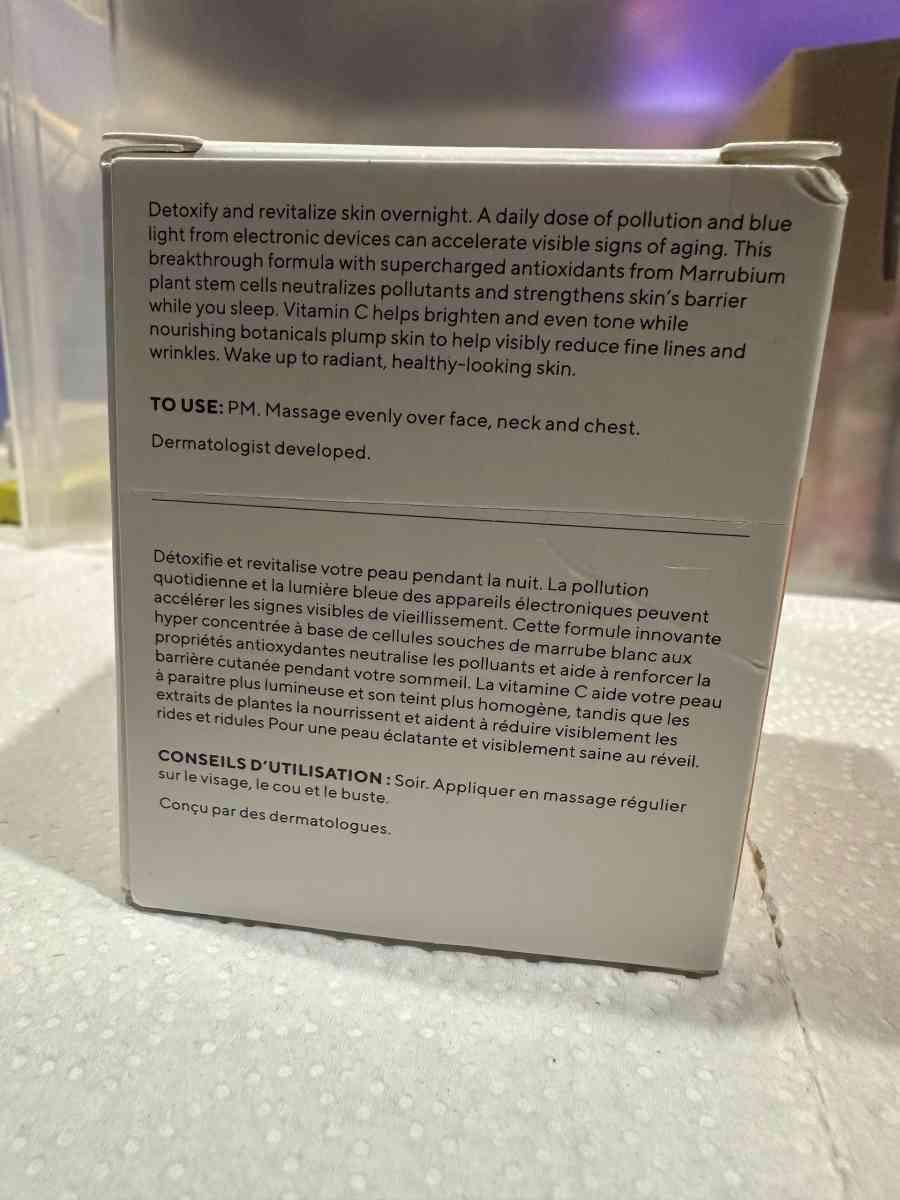 Detoxify and revitalize skin overnight. A daily dose of pollution and blue
light from electronic devices can accelerate visible signs of aging. This
breakthrough formula with supercharged antioxidants from Marrubium
plant stem cells neutralizes pollutants and strengthens skin's barrier
while you sleep. Vitamin C helps brighten and even tone while
nourishing botanicals plump skin to help visibly reduce fine lines and
wrinkles. Wake up to radiant, healthy-looking skin.
TO USE: PM. Massage evenly over face, neck and chest.
Dermatologist developed.
Détoxifie et revitalise votre peau pendant la nuit. La pollution
quotidienne et la lumière bleue des appareils électroniques peuvent
accélérer les signes visibles de vieillissement. Cette formule innovante
hyper concentrée à base de cellules souches de marrube blanc aux
propriétés antioxydantes neutralise les polluants et aide à renforcer la
barrière cutanée pendant votre sommeil. La vitamine C aide votre peau
à paraitre plus lumineuse et son teint plus homogène, tandis que les
extraits de plantes la nourrissent et aident à réduire visiblement les
rides et ridules Pour une peau éclatante et visiblement saine au réveil.
CONSEILS D'UTILISATION : Soir. Appliquer en massage régulier
sur le visage, le cou et le buste.
Conçu par des dermatologues.